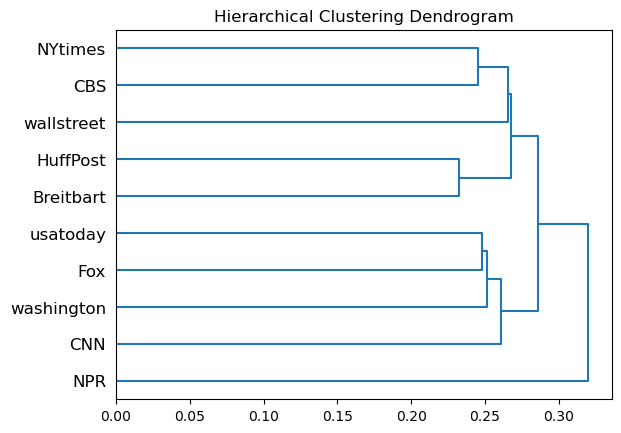 Hierarchical Clustering Dendrogram
NYtimes
CBS
wallstreet
HuffPost
Breitbart
usatoday
Fox
washington
CNN
NPR
0.00 0.05 0.10 0.15 0.20 0.25 0.30